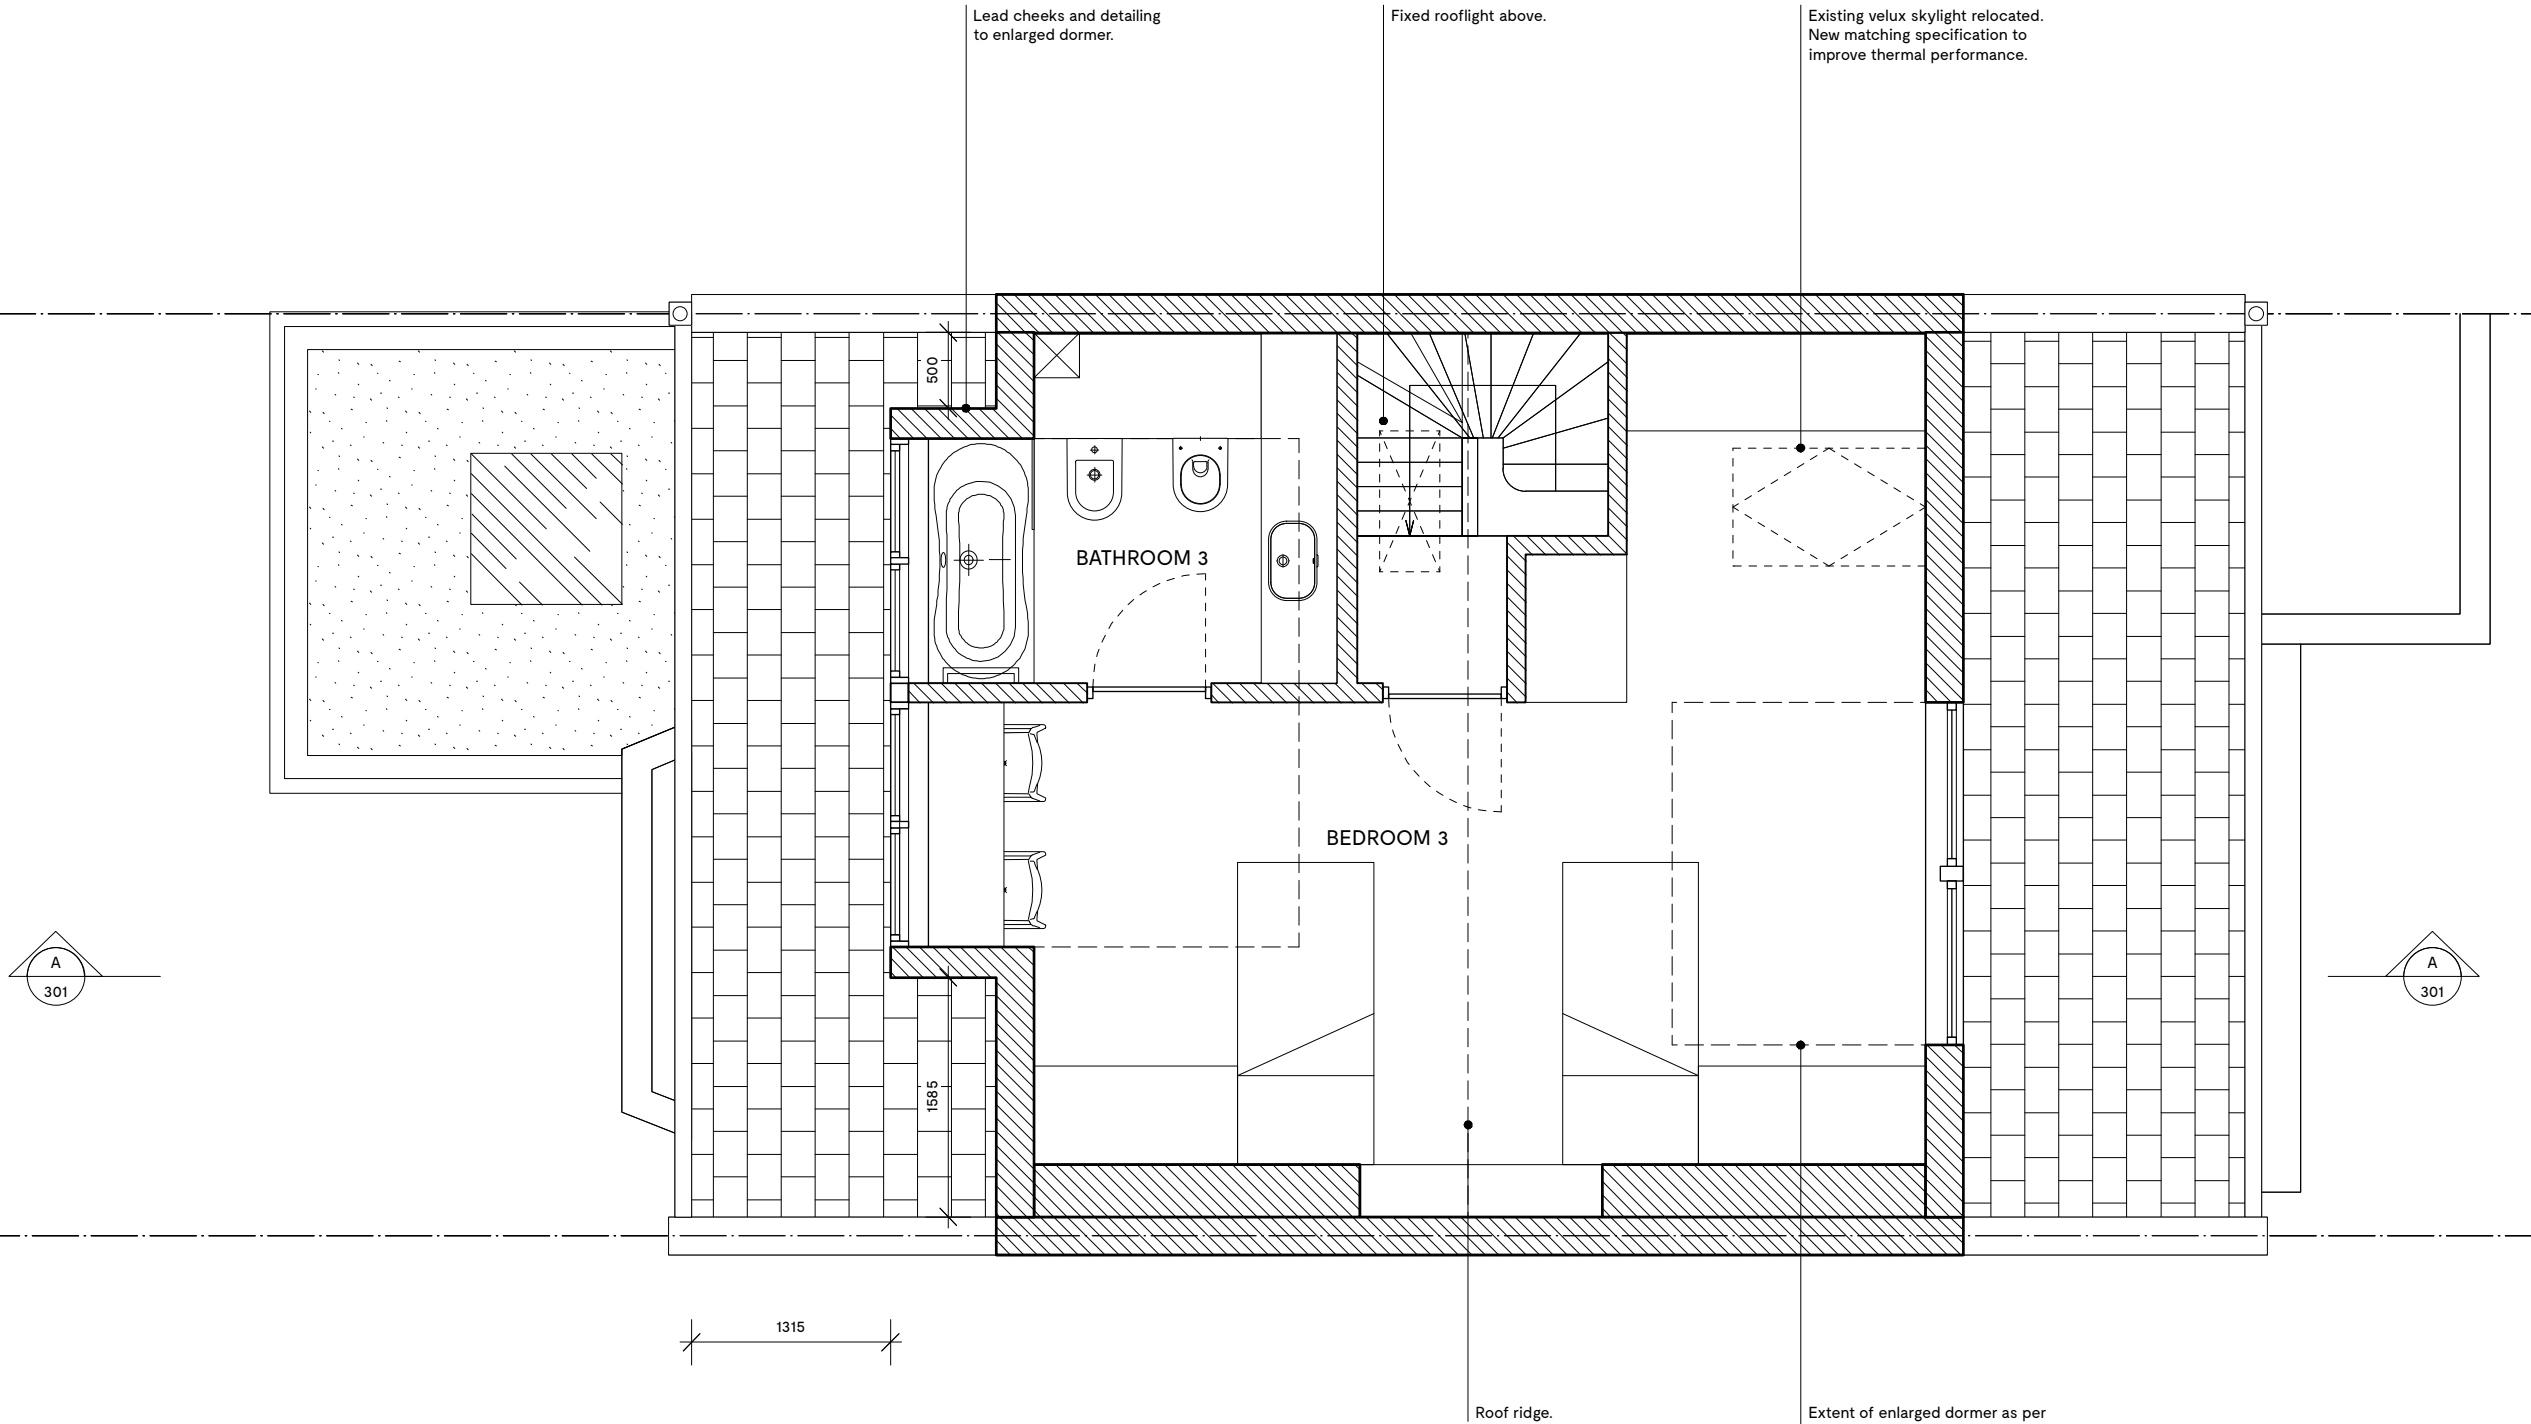 Lead cheeks and detailing
to enlarged dormer.
Fixed rooflight above.
Existing velux skylight relocated.
New matching specification to
improve thermal performance.
500
BATHROOM 3
BEDROOM 3
A
301
A
301
1585
1315
Roof ridge.
Extent of enlarged dormer as per